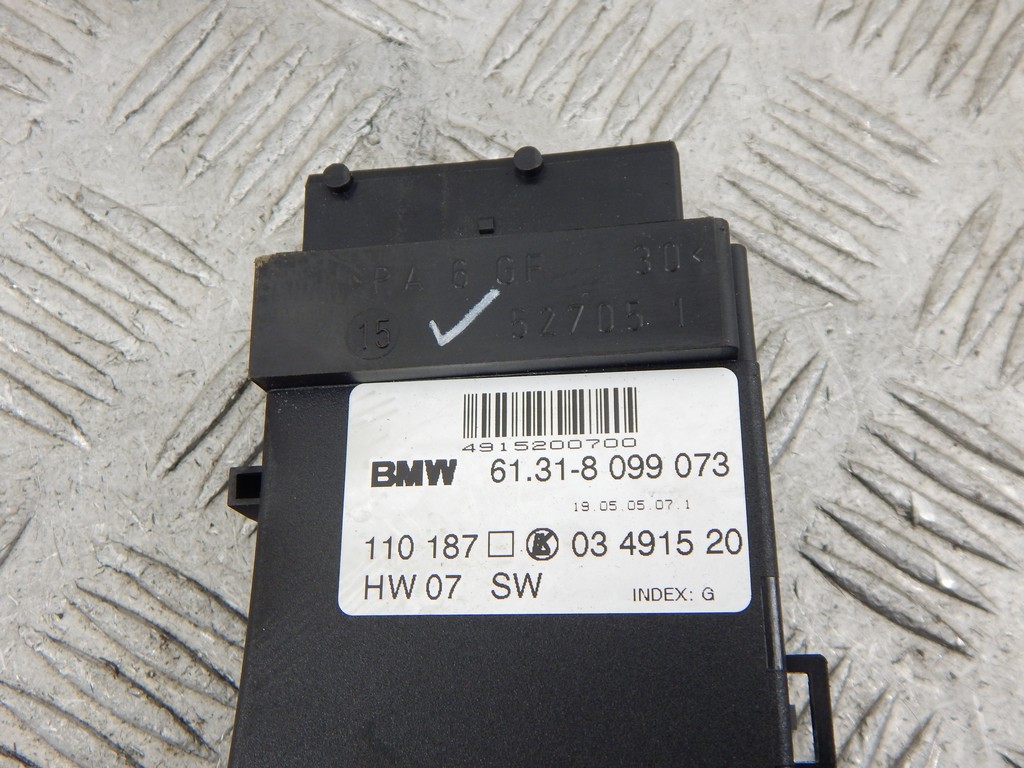 >PA 6 GF 30<
15 52705 1
4915200700
BMW 61.31-8 099 073
19.05.05.07.1
110 187 03 4915 20
HW 07 SW
INDEX: G